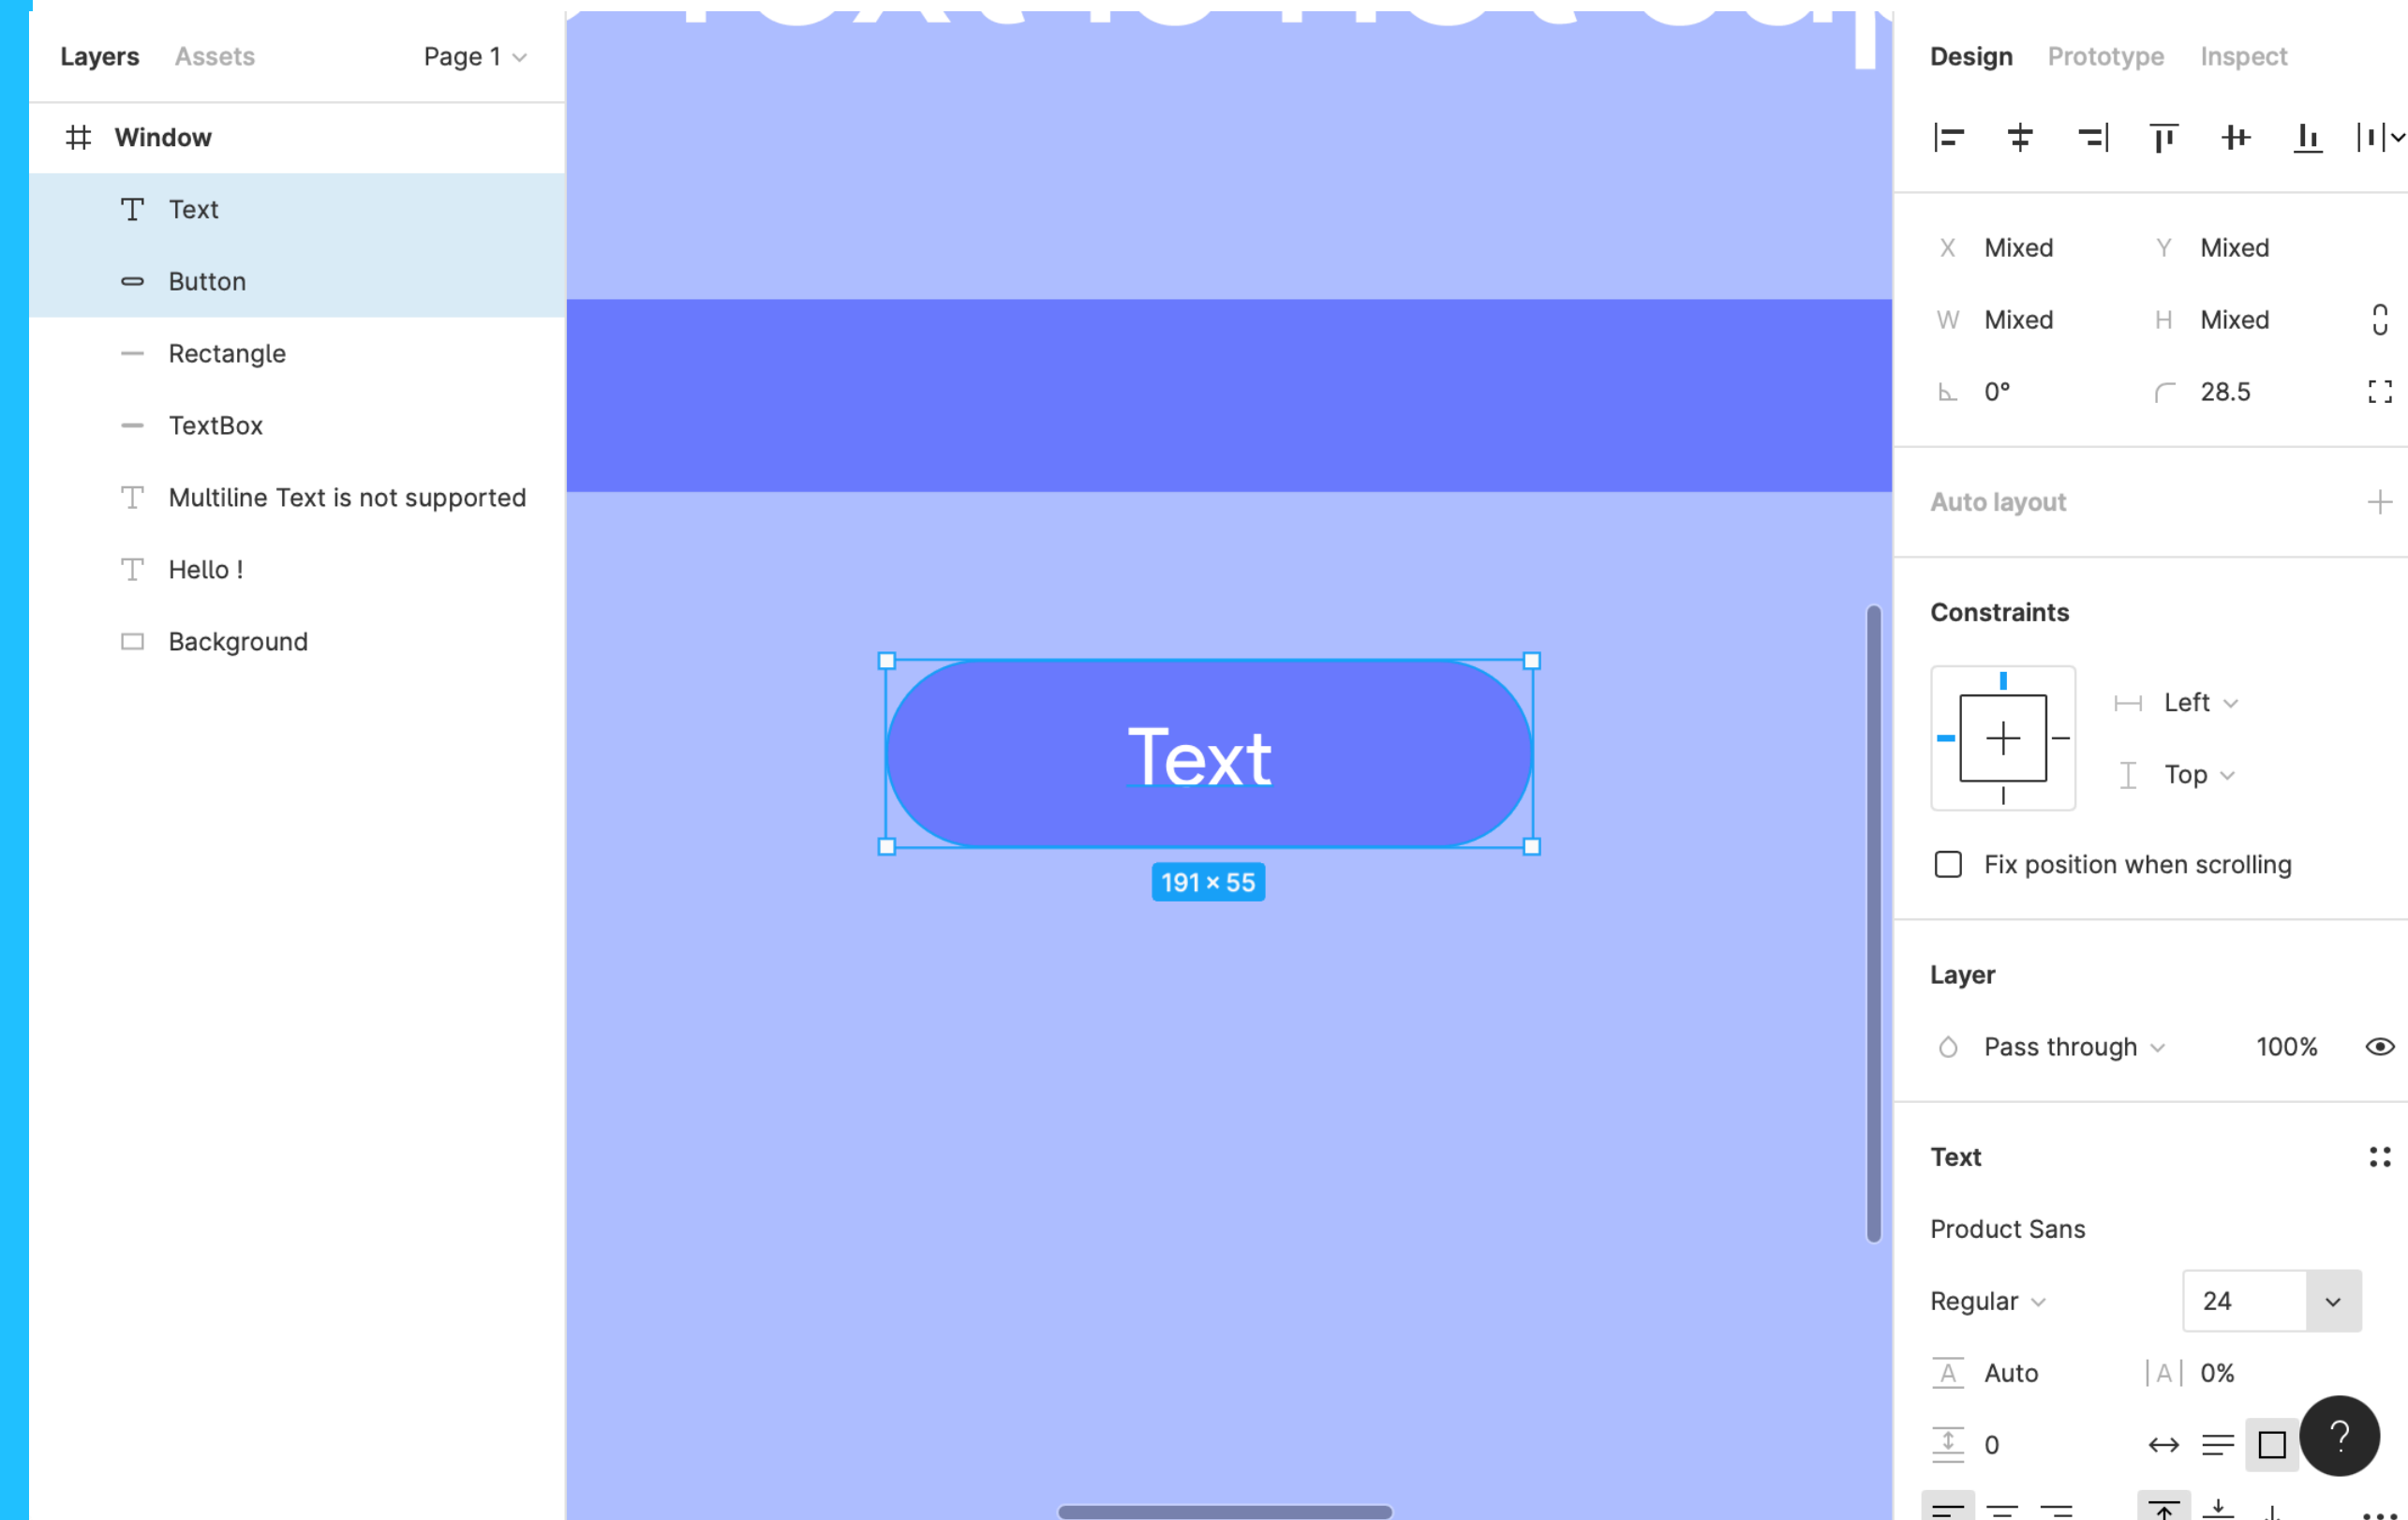 Layers Assets Page 1
Window
Text
Button
Rectangle
TextBox
Multiline Text is not supported
Hello !
Background
Text
191 × 55
Design Prototype Inspect
X Mixed Y Mixed
W Mixed H Mixed
0° 28.5
Auto layout
Constraints
Left
Top
Fix position when scrolling
Layer
Pass through 100%
Text
Product Sans
Regular 24
A Auto |A| 0%
0
?